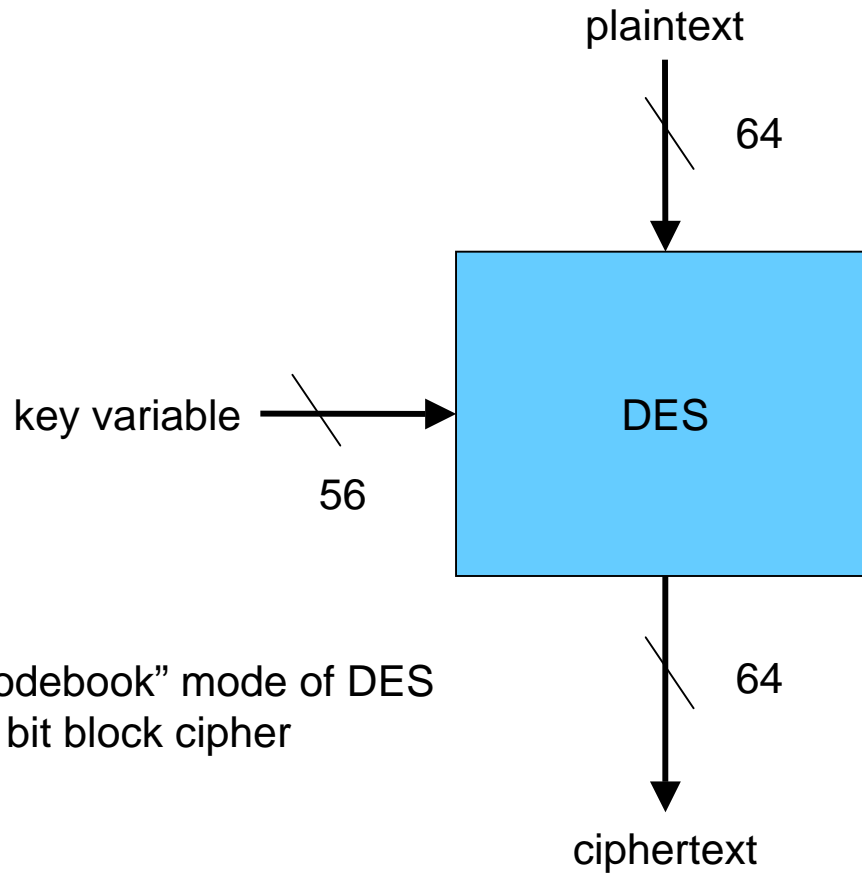 plaintext
64
key variable
DES
56
odebook” mode of DES
64
bit block cipher
ciphertext